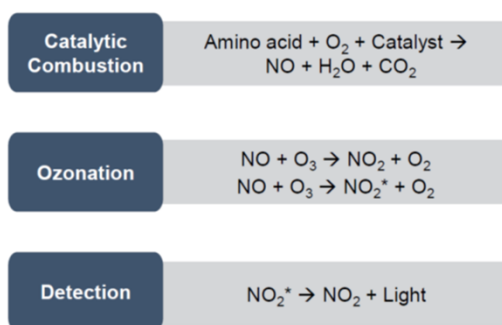 Catalytic
Combustion
Amino acid + O₂ + Catalyst →
NO + H₂O + CO₂
Ozonation
NO + O₃ → NO₂ + O₂
NO + O₃ → NO₂* + O₂
Detection
NO₂* → NO₂ + Light